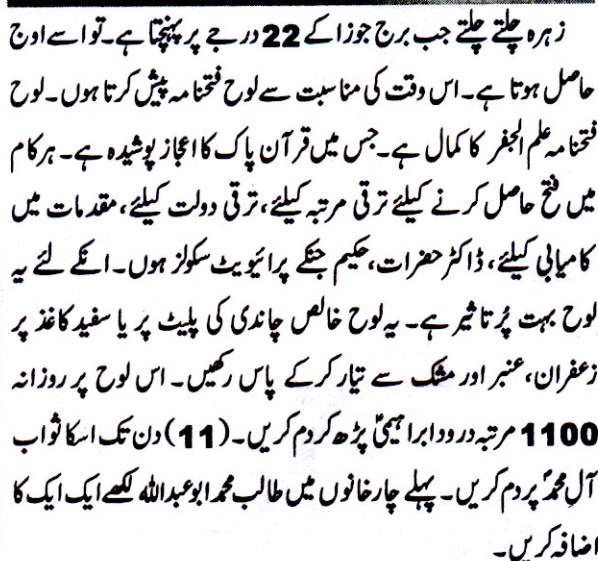 زہرہ چلتے چلتے جب برج جوزا کے 22 درجے پر پہنچتا ہے۔ تو اسے اوج
حاصل ہوتا ہے۔ اس وقت کی مناسبت سے لوح فتحنامہ پیش کرتا ہوں۔ لوح
فتحنامہ علم الجفر کا کمال ہے۔ جس میں قرآن پاک کا اعجاز پوشیدہ ہے۔ ہر کام
میں فتح حاصل کرنے کیلئے ترقی مرتبہ کیلئے، ترقی دولت کیلئے، مقدمات میں
کامیابی کیلئے، ڈاکٹر حضرات، حکیم جنکے پرائیویٹ سکولز ہوں۔ انکے لئے یہ
لوح بہت پُر تاثیر ہے۔ یہ لوح خالص چاندی کی پلیٹ پر یا سفید کاغذ پر
زعفران، عنبر اور مشک سے تیار کر کے پاس رکھیں۔ اس لوح پر روزانہ
1100 مرتبہ درود ابراہیمیؑ پڑھ کر دم کریں۔ (11) دن تک اسکا ثواب
آل محمدؐ پر دم کریں۔ پہلے چار خانوں میں طالب محمد ابو عبداللہ لکھے ایک ایک کا
اضافہ کریں۔